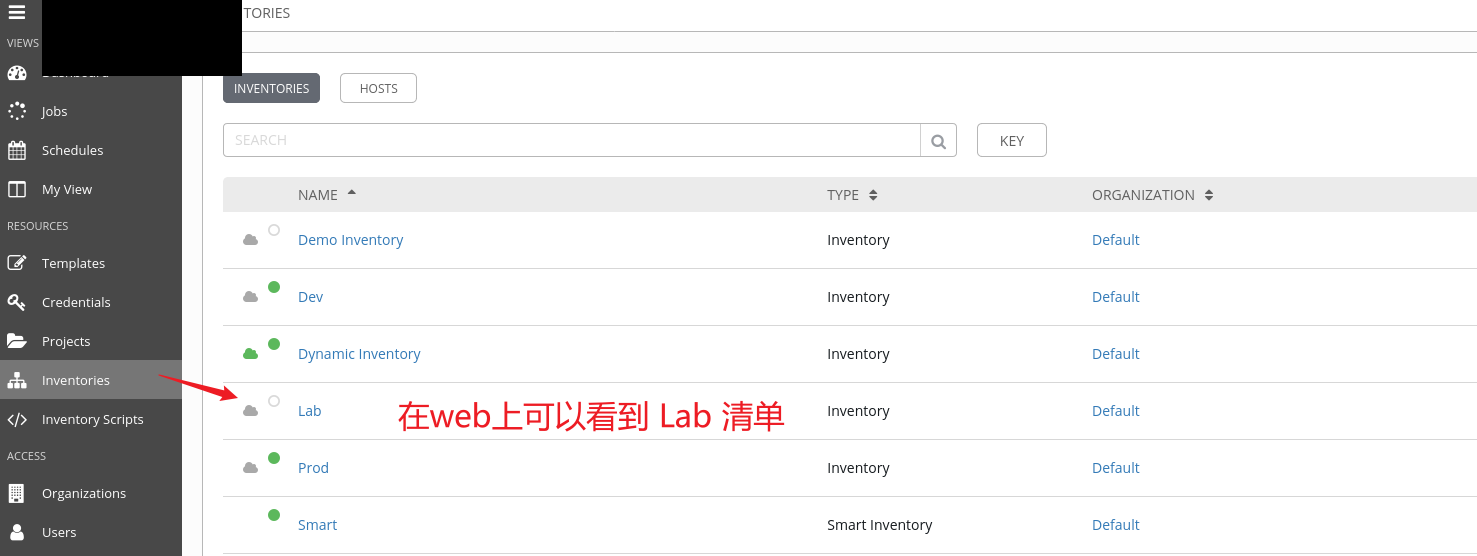 TORIES
VIEWS
Jobs
Schedules
My View
RESOURCES
Templates
Credentials
Projects
Inventories
Inventory Scripts
ACCESS
Organizations
Users
INVENTORIES HOSTS
SEARCH KEY
NAME TYPE ORGANIZATION
Demo Inventory Inventory Default
Dev Inventory Default
Dynamic Inventory Inventory Default
Lab 在web上可以看到 Lab 清单 Inventory Default
Prod Inventory Default
Smart Smart Inventory Default